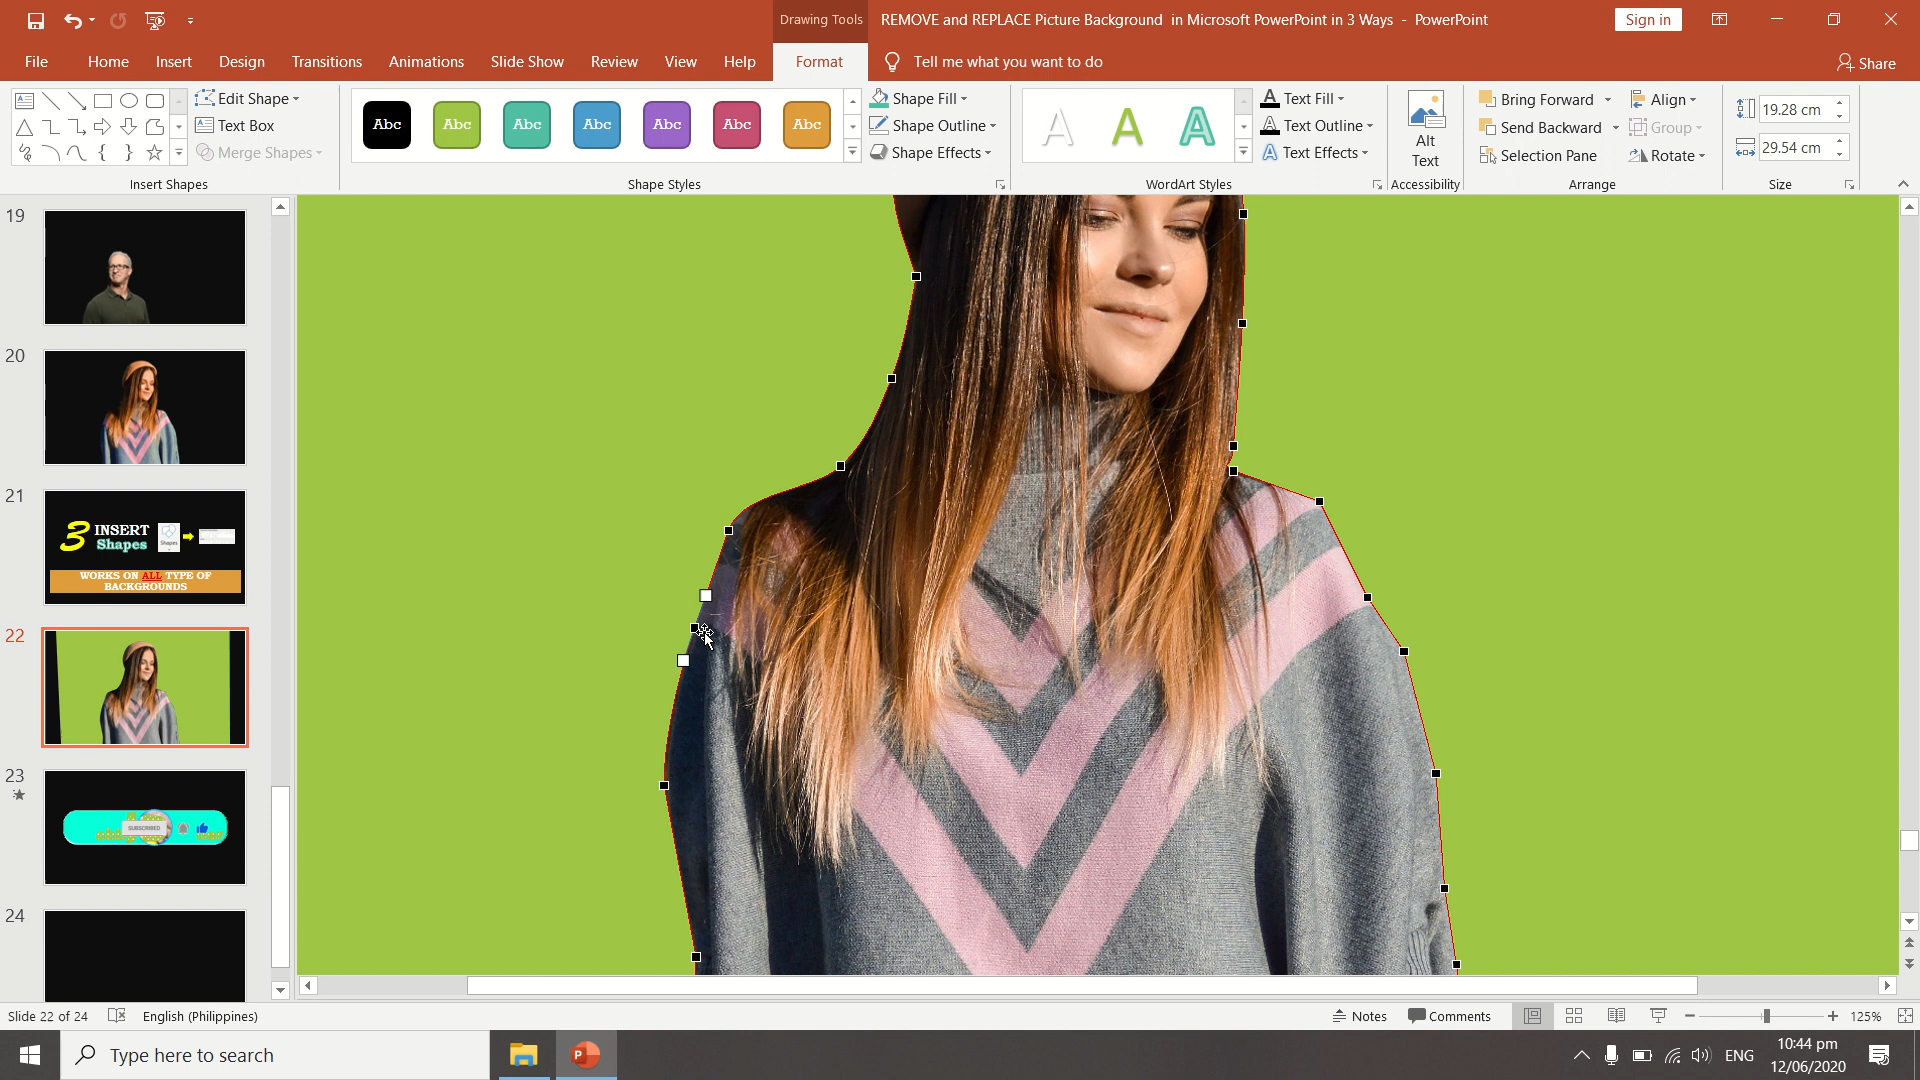 Drawing Tools
REMOVE and REPLACE Picture Background in Microsoft PowerPoint in 3 Ways - PowerPoint
Sign in
File Home Insert Design Transitions Animations Slide Show Review View Help Format Tell me what you want to do Share
Edit Shape
Text Box
Merge Shapes
Insert Shapes
Abc Abc Abc Abc Abc Abc Abc
Shape Fill
Shape Outline
Shape Effects
Shape Styles
A A A
Text Fill
Text Outline
Text Effects
WordArt Styles
Alt
Text
Accessibility
Bring Forward
Send Backward
Selection Pane
Align
Group
Rotate
Arrange
19.28 cm
29.54 cm
Size
19
20
21
3 INSERT
Shapes
Shapes
WORKS ON ALL TYPE OF
BACKGROUNDS
22
23
SUBSCRIBED
24
Slide 22 of 24
English (Philippines)
Notes
Comments
125%
Type here to search
ENG
10:44 pm
12/06/2020